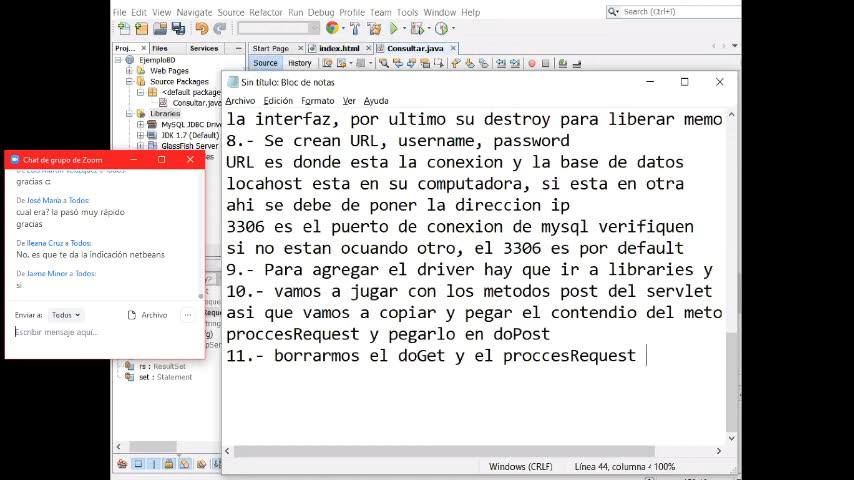 File Edit View Navigate Source Refactor Run Debug Profile Team Tools Window Help
Search (Ctrl+I)
Proj... Files Services
Start Page index.html Consultar.java
Source History
EjemploBD
Web Pages
Source Packages
<default package
Consultar.java
Libraries
MySQL JDBC Drive
JDK 1.7 (Default)
GlassFish Server
Sin título: Bloc de notas
Archivo Edición Formato Ver Ayuda
la interfaz, por ultimo su destroy para liberar memo
8.- Se crean URL, username, password
URL es donde esta la conexion y la base de datos
locahost esta en su computadora, si esta en otra
ahi se debe de poner la direccion ip
3306 es el puerto de conexion de mysql verifiquen
si no estan ocuando otro, el 3306 es por default
9.- Para agregar el driver hay que ir a libraries y
10.- vamos a jugar con los metodos post del servlet
asi que vamos a copiar y pegar el contendio del meto
proccesRequest y pegarlo en doPost
11.- borrarmos el doGet y el proccesRequest
Windows (CRLF) Línea 44, columna 4 100%
Chat de grupo de Zoom
gracias c:
De José María a Todos:
cual era? la pasó muy rápido
gracias
De Ileana Cruz a Todos:
No. es que te da la indicación netbeans
De Jaime Minor a Todos:
si
Enviar a: Todos Archivo ...
Escribir mensaje aquí...
rs : ResultSet
set : Statement